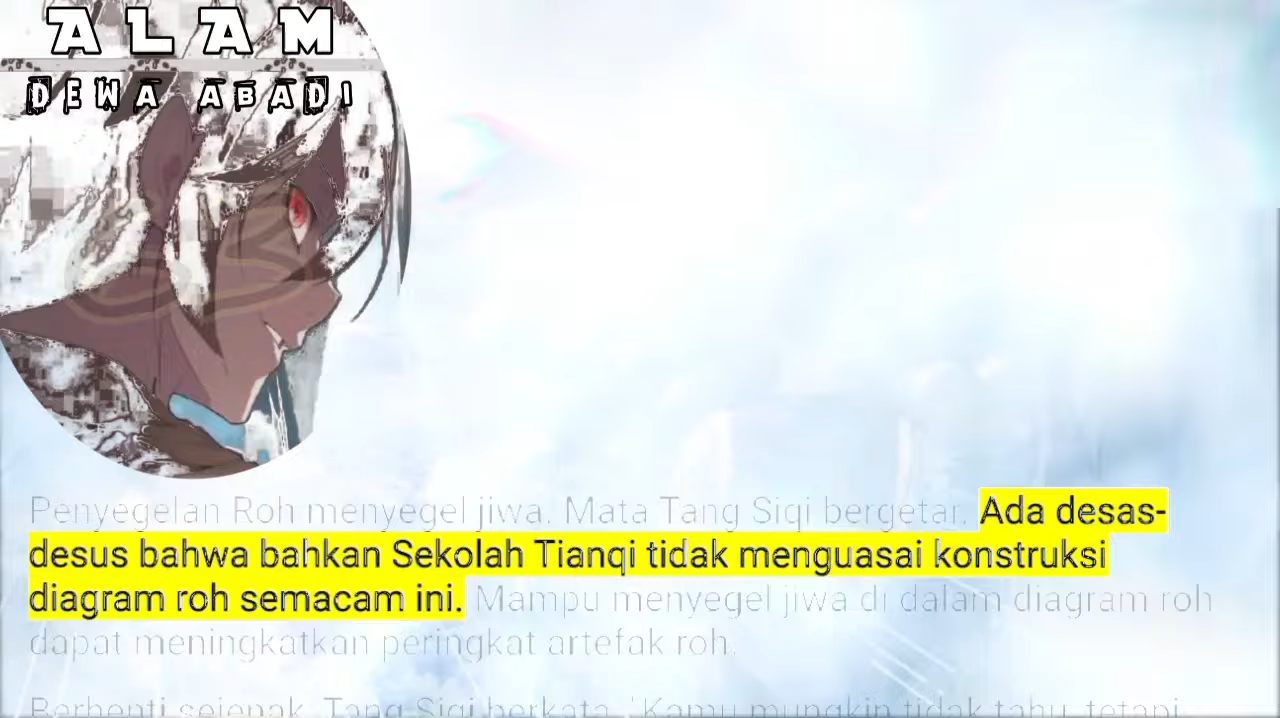 ALAM
DEWA ABADI
Penyegelan Roh menyegel jiwa. Mata Tang Siqi bergetar. Ada desas-
desus bahwa bahkan Sekolah Tianqi tidak menguasai konstruksi
diagram roh semacam ini. Mampu menyegel jiwa di dalam diagram roh
dapat meningkatkan peringkat artefak roh.
Berhenti sejenak, Tang Siqi berkata, 'Kamu mungkin tidak tahu, tetapi